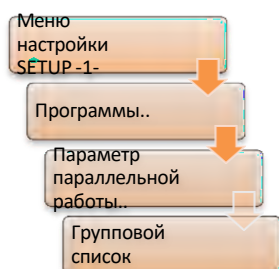 Меню
настройки
SETUP -1-
Программы..
Параметр
параллельной
работы..
Групповой
список